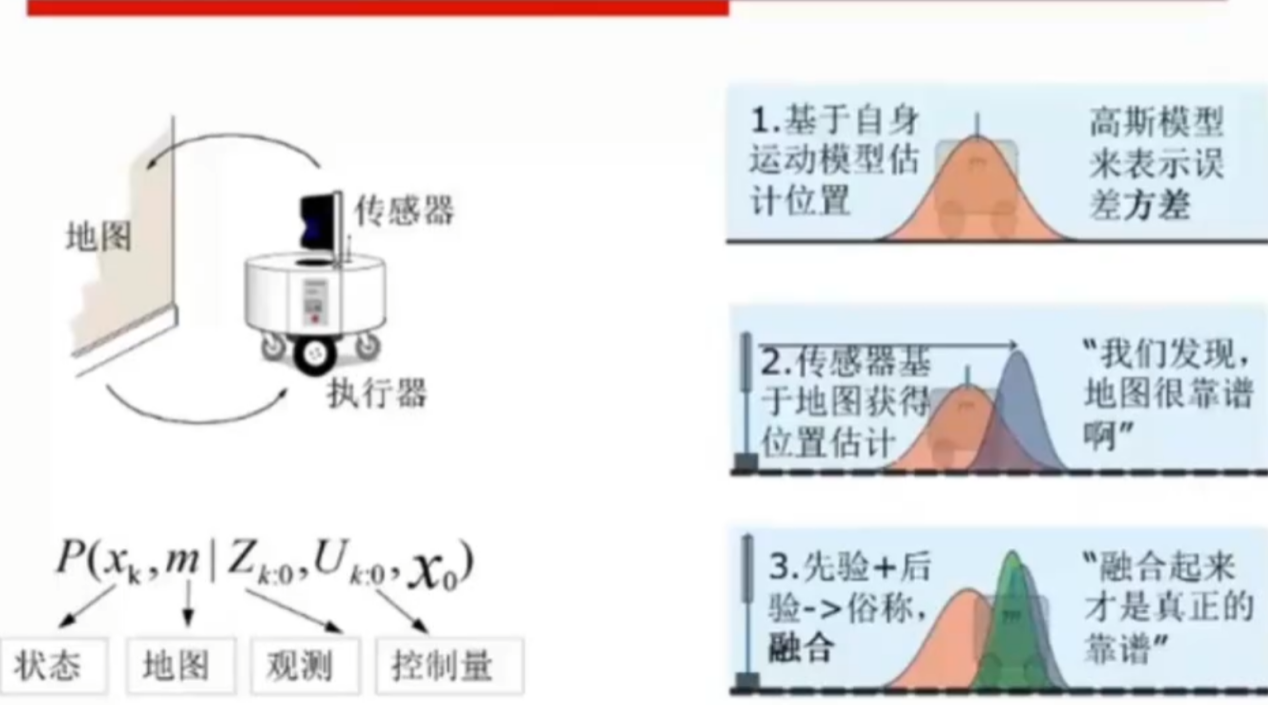 地图
传感器
执行器
P(xₖ,m|Z_{k:0},U_{k:0},x₀)
状态
地图
观测
控制量
1.基于自身
运动模型估
计位置
高斯模型
来表示误
差方差
2.传感器基
于地图获得
位置估计
“我们发现，
地图很靠谱
啊”
3.先验+后
验->俗称，
融合
“融合起来
才是真正的
靠谱”